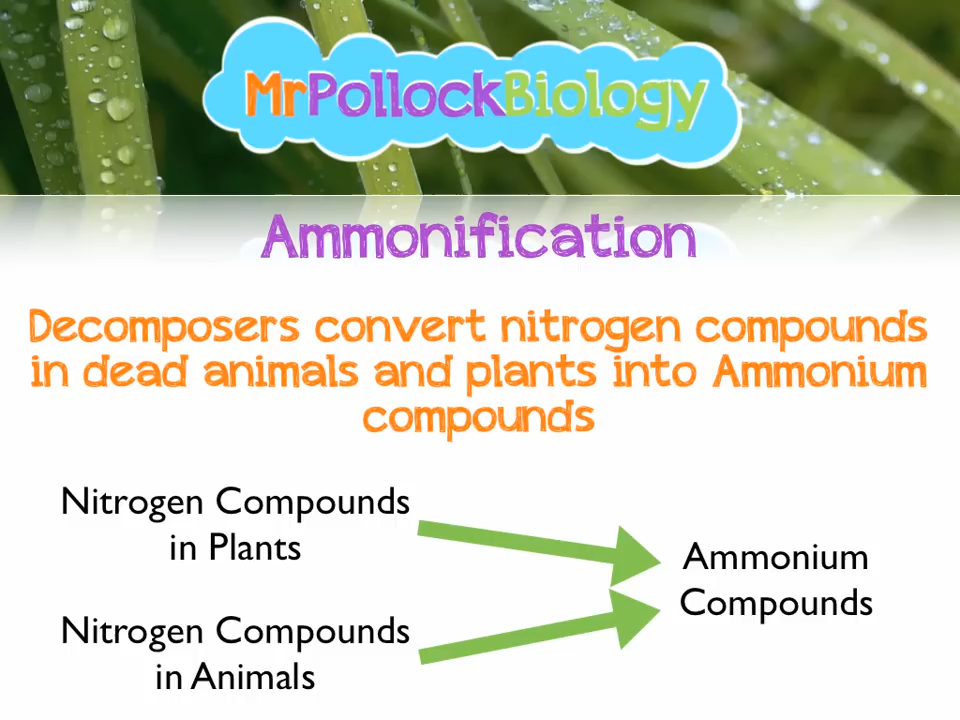 MrPollockBiology
Ammonification
Decomposers convert nitrogen compounds
in dead animals and plants into Ammonium
compounds
Nitrogen Compounds
in Plants
Ammonium
Compounds
Nitrogen Compounds
in Animals